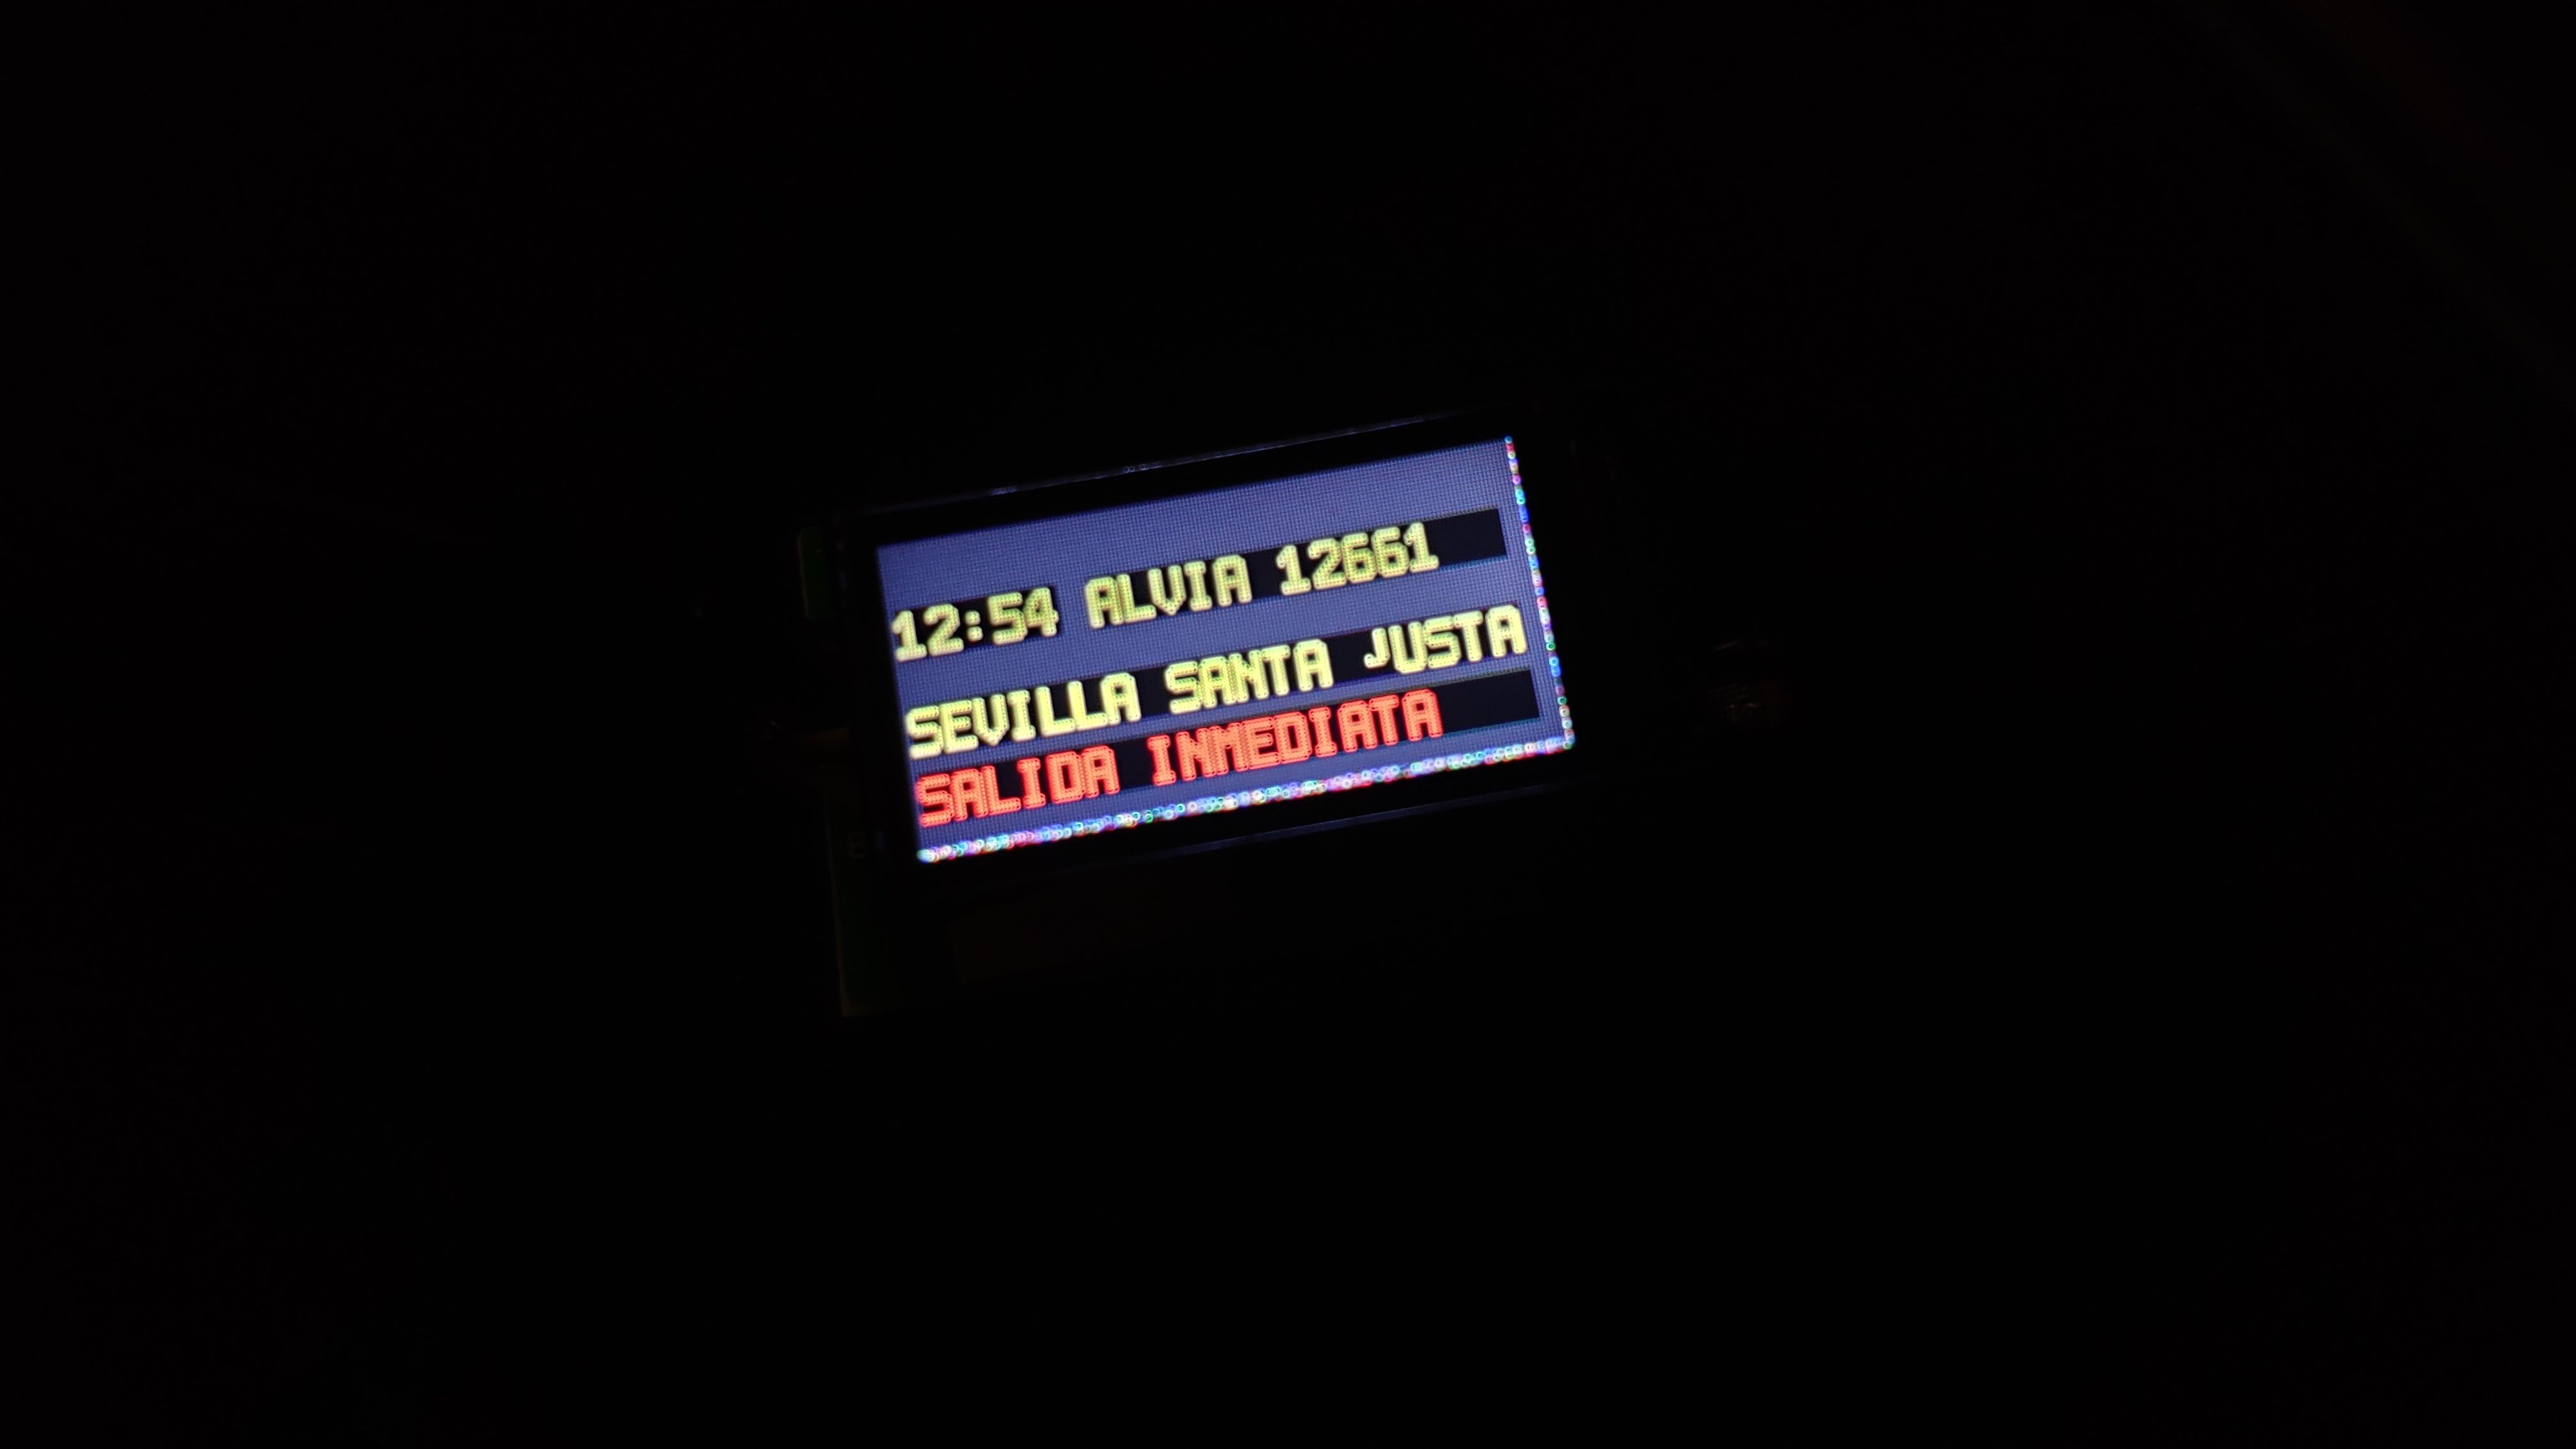 12:54 ALVIA 12661
SEVILLA SANTA JUSTA
SALIDA INMEDIATA